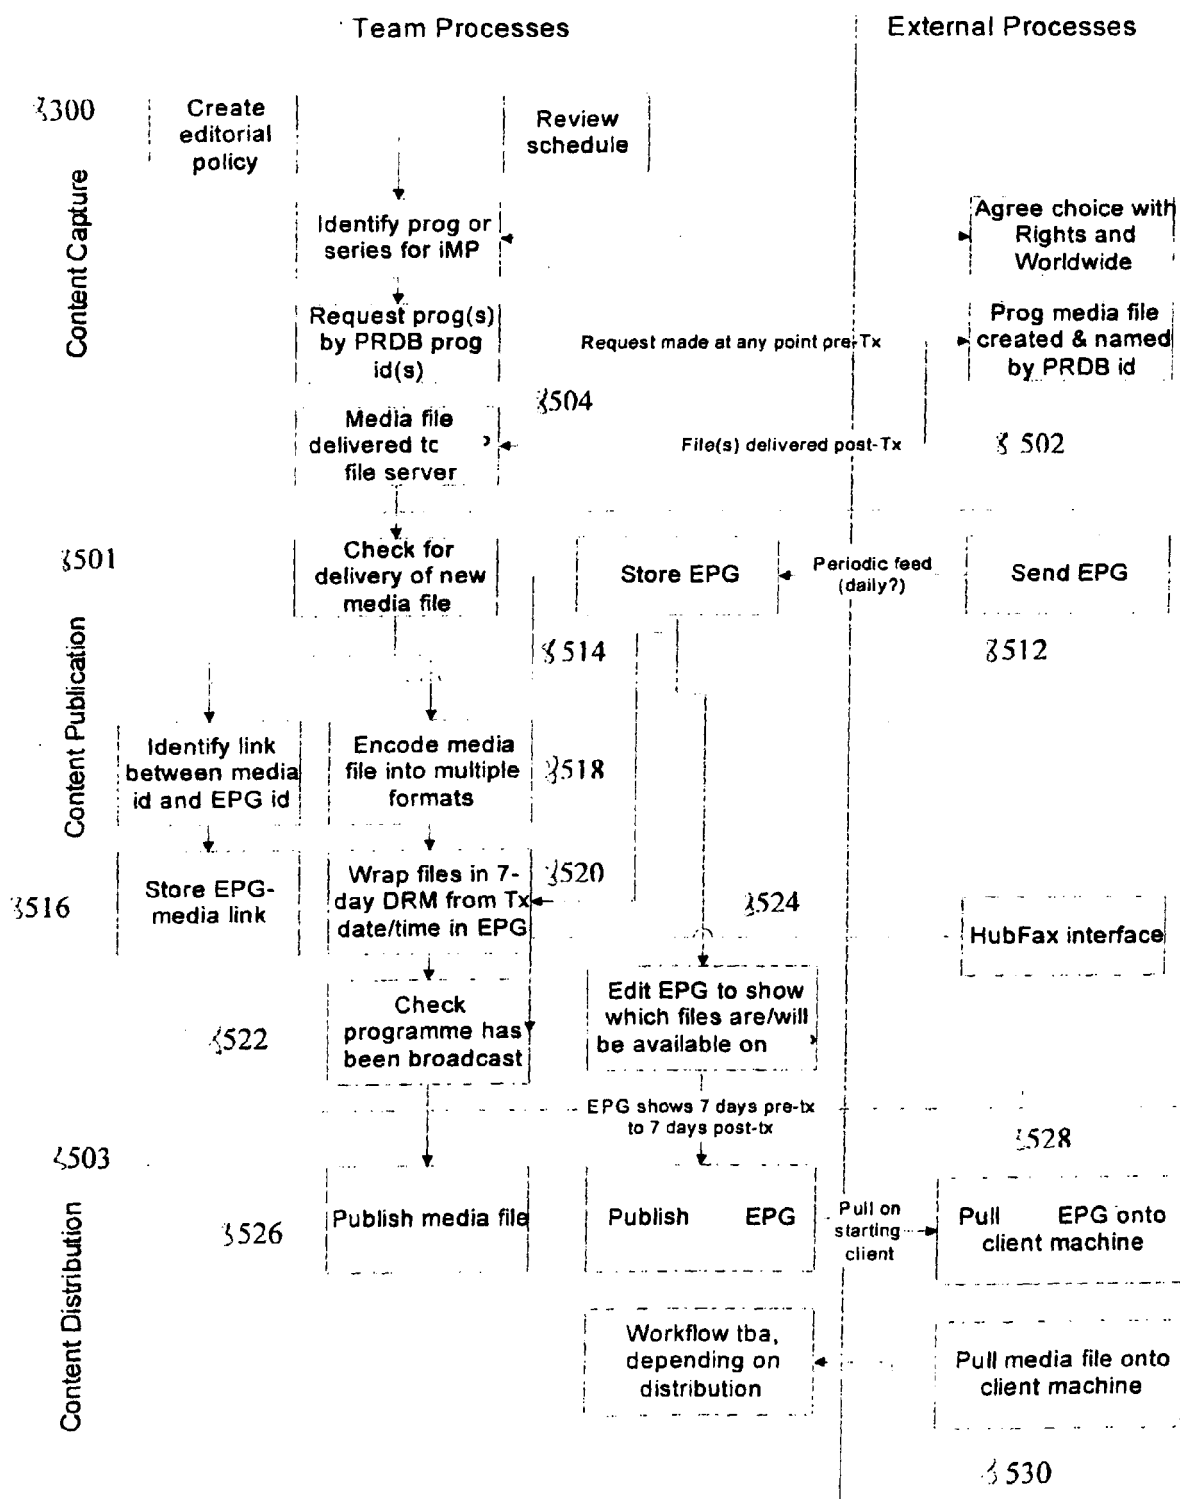 Team Processes
External Processes
300
Create
editorial
policy
Review
schedule
Content Capture
Identify prog or
series for iMP
Agree choice with
Rights and
Worldwide
Request prog(s)
by PRDB prog
id(s)
Request made at any point pre-Tx
Prog media file
created & named
by PRDB id
504
Media file
delivered to
file server
File(s) delivered post-Tx
502
501
Check for
delivery of new
media file
Store EPG
Periodic feed
(daily?)
Send EPG
514
512
Content Publication
Identify link
between media
id and EPG id
Encode media
file into multiple
formats
518
516
Store EPG-
media link
Wrap files in 7-
day DRM from Tx
date/time in EPG
520
524
HubFax interface
522
Check
programme has
been broadcast
Edit EPG to show
which files are/will
be available on
EPG shows 7 days pre-tx
to 7 days post-tx
528
503
Content Distribution
526
Publish media file
Publish EPG
Pull on
starting
client
Pull EPG onto
client machine
Workflow tba,
depending on
distribution
Pull media file onto
client machine
530